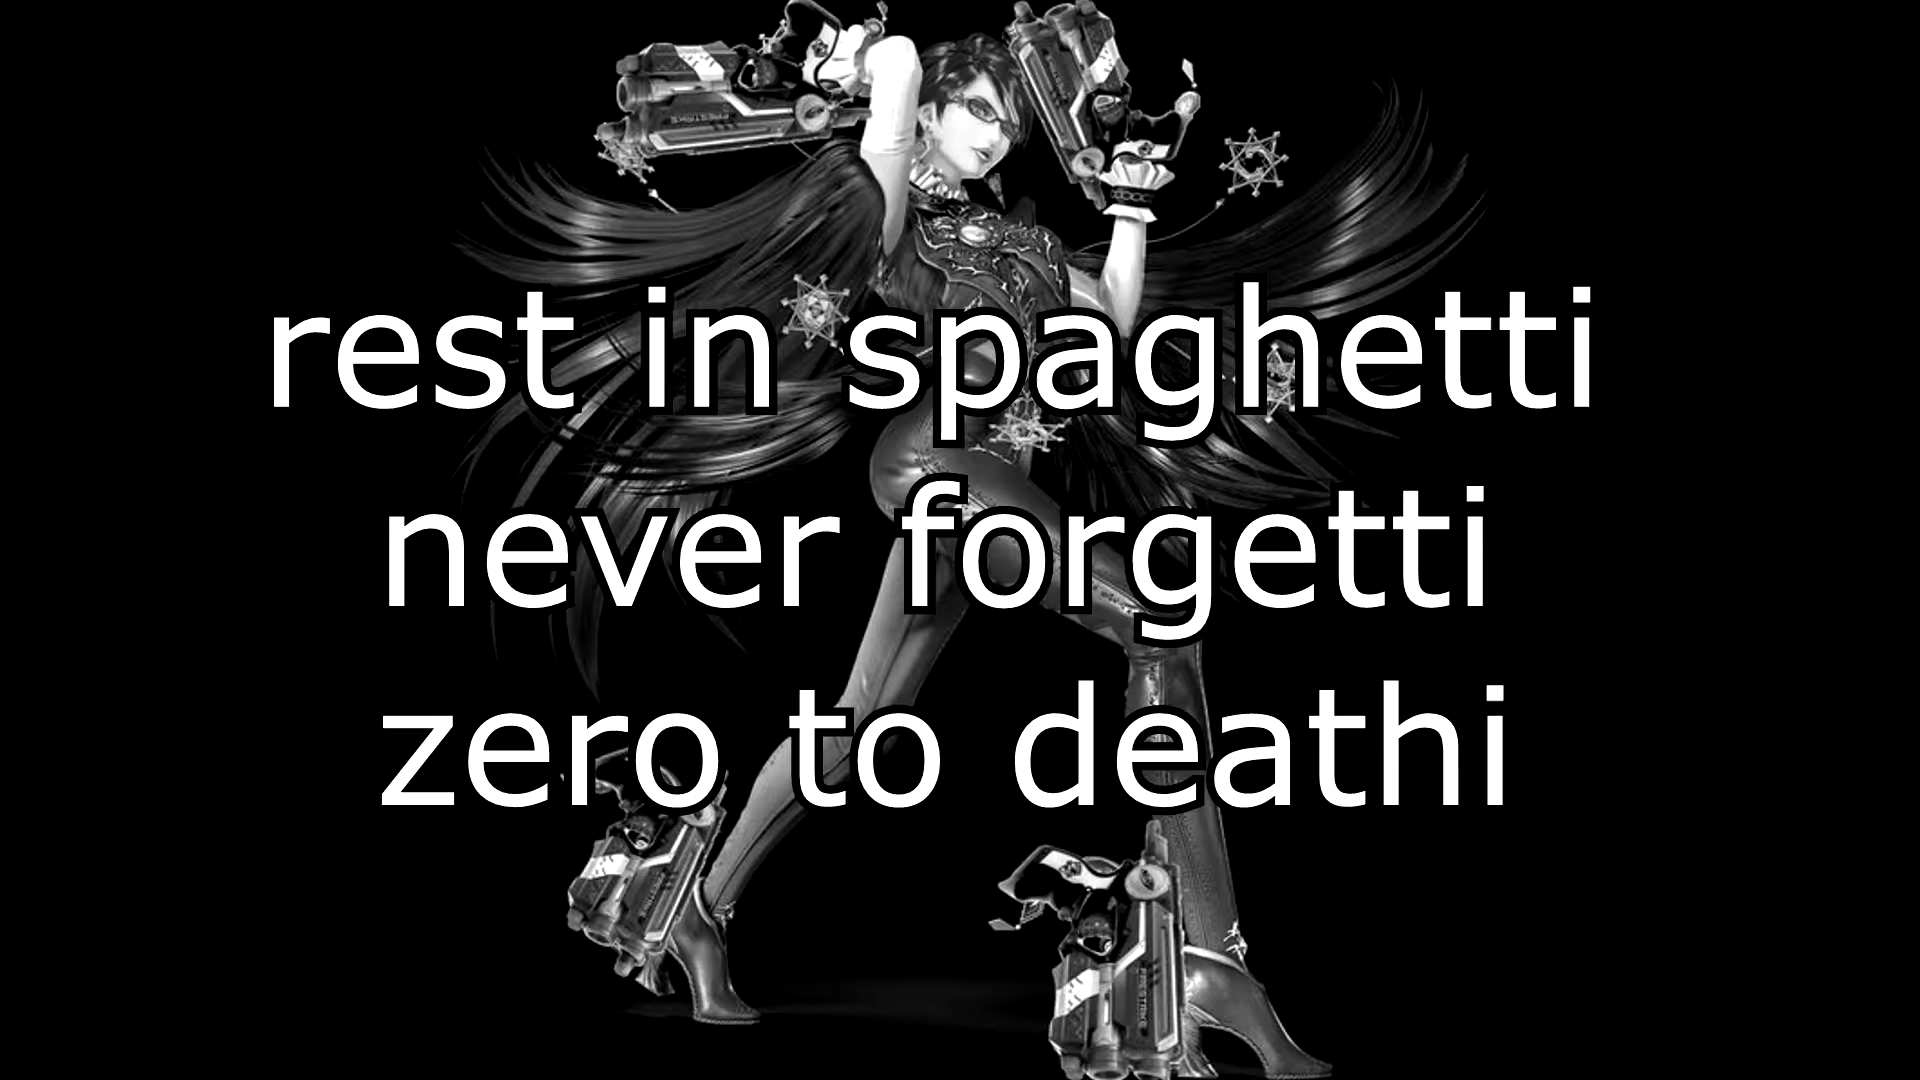 rest in spaghetti
never forgetti
zero to deathi